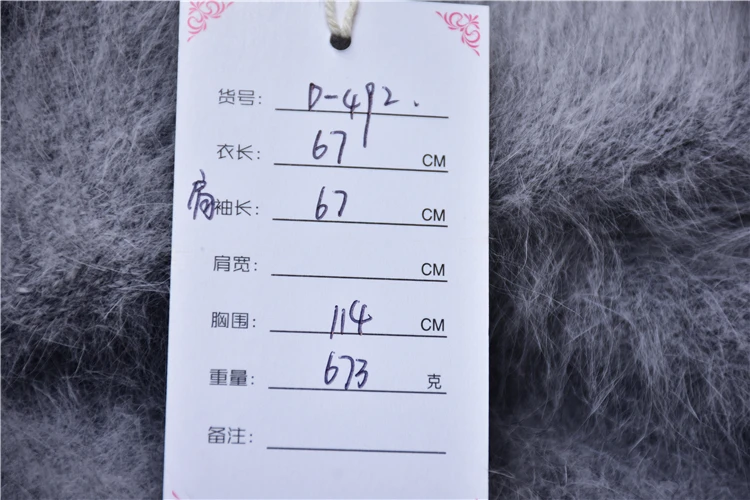 货号: D-492.
衣长: 67 CM
肩袖长: 67 CM
肩宽: CM
胸围: 114 CM
重量: 673 克
备注: